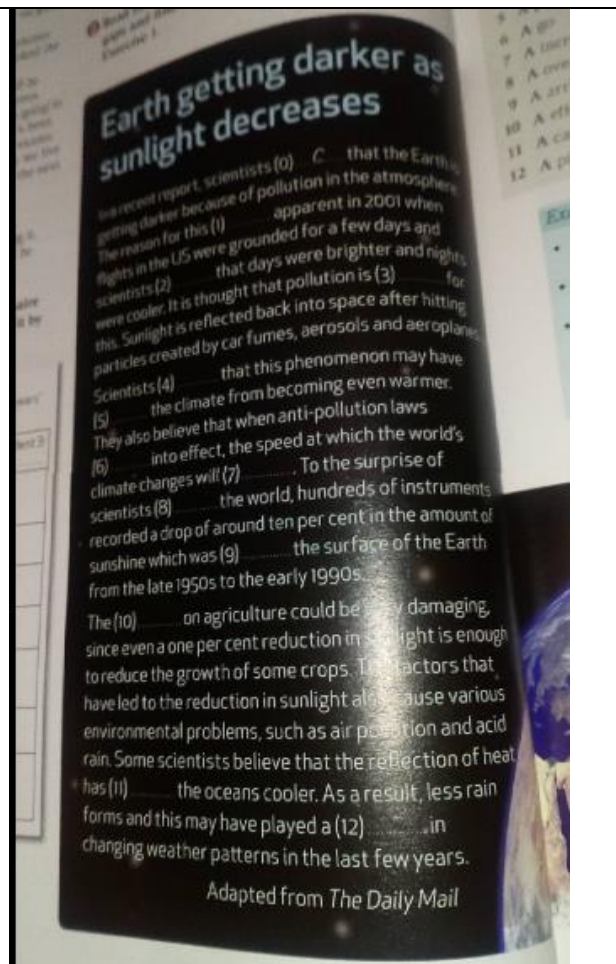 Read
Exercise 1.
Earth getting darker as
sunlight decreases
In a recent report, scientists (0) C that the Earth is
getting darker because of pollution in the atmosphere.
The reason for this (1) ........ apparent in 2001 when
flights in the US were grounded for a few days and
scientists (2) ........ that days were brighter and nights
were cooler. It is thought that pollution is (3) ........ for
this. Sunlight is reflected back into space after hitting
particles created by car fumes, aerosols and aeroplanes.
Scientists (4) ........ that this phenomenon may have
(5) ........ the climate from becoming even warmer.
They also believe that when anti-pollution laws
(6) ........ into effect, the speed at which the world's
climate changes will (7) ........ . To the surprise of
scientists (8) ........ the world, hundreds of instruments
recorded a drop of around ten per cent in the amount of
sunshine which was (9) ........ the surface of the Earth
from the late 1950s to the early 1990s.
The (10) ........ on agriculture could be damaging,
since even a one per cent reduction in sunlight is enough
to reduce the growth of some crops. The factors that
have led to the reduction in sunlight also cause various
environmental problems, such as air pollution and acid
rain. Some scientists believe that the reflection of heat
has (11) ........ the oceans cooler. As a result, less rain
forms and this may have played a (12) ........ in
changing weather patterns in the last few years.
Adapted from The Daily Mail
5 A
6 A go
7 A
8 A
9 A
10 A
11 A
12 A